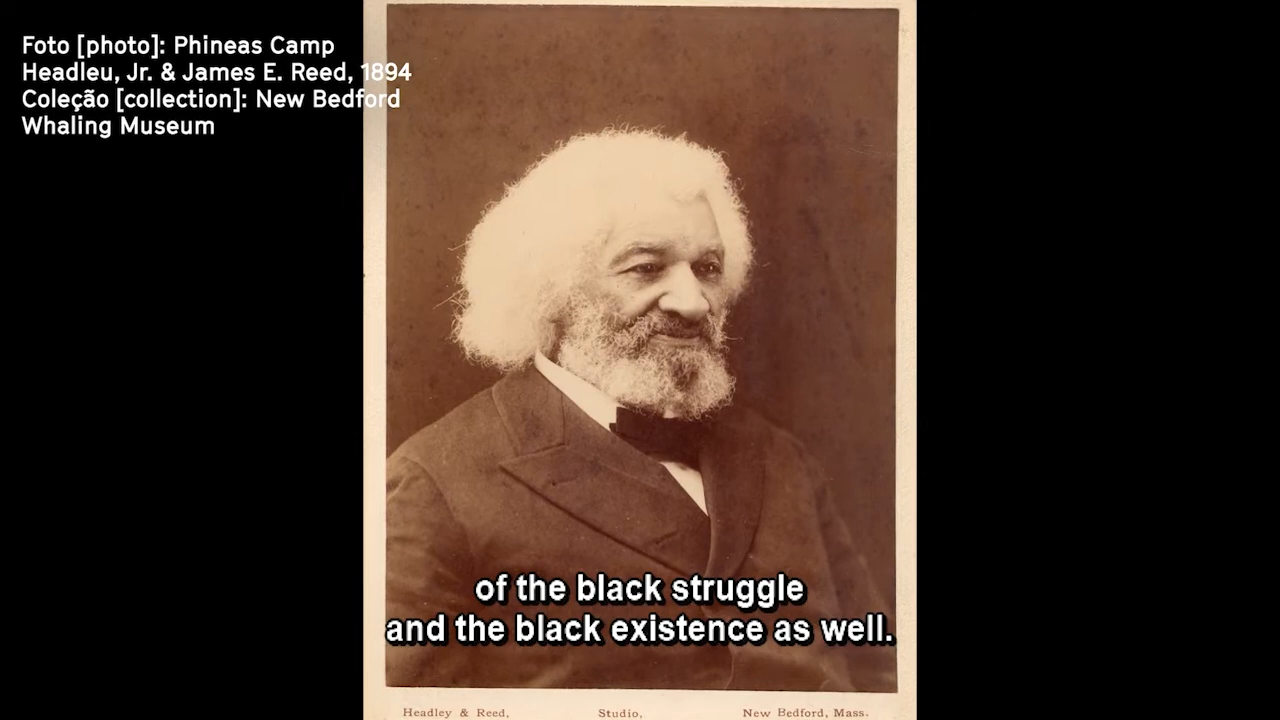 Foto [photo]: Phineas Camp
Headleu, Jr. & James E. Reed, 1894
Coleção [collection]: New Bedford
Whaling Museum
of the black struggle
and the black existence as well.
Headley & Reed, Studio, New Bedford, Mass.